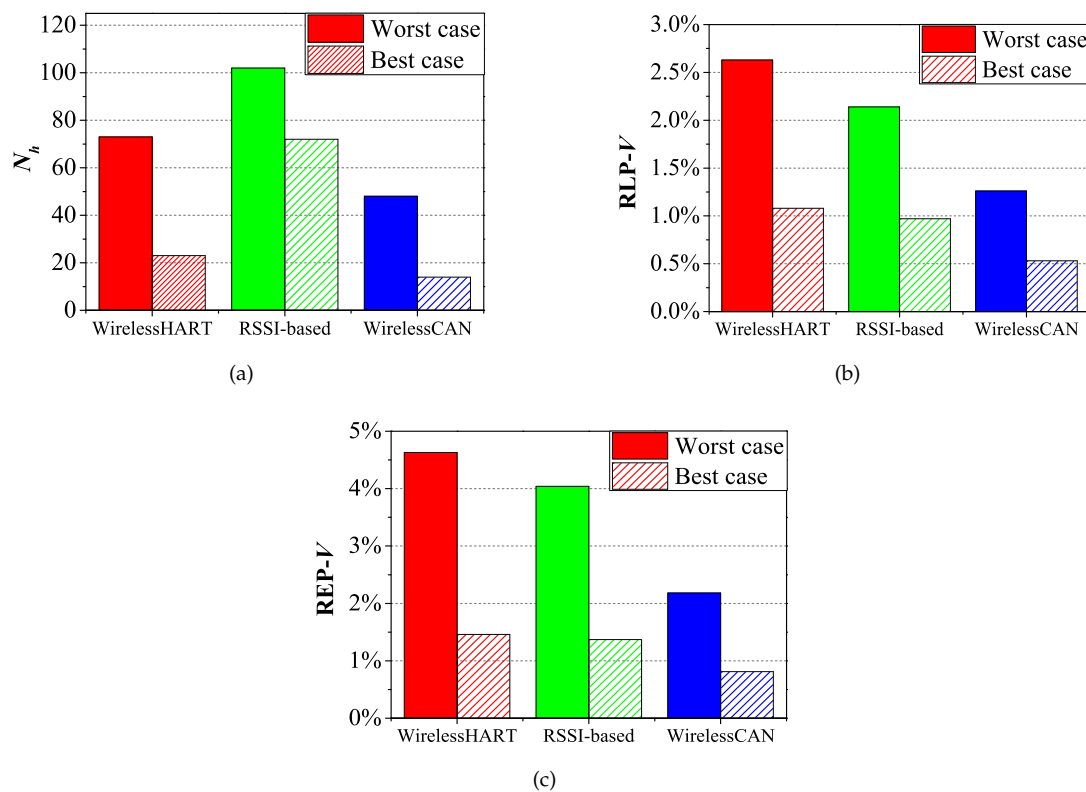 120
100
80
60
40
20
0
N_h
Worst case
Best case
WirelessHART RSSI-based WirelessCAN
(a)
3.0%
2.5%
2.0%
1.5%
1.0%
0.5%
0.0%
RLP-V
Worst case
Best case
WirelessHART RSSI-based WirelessCAN
(b)
5%
4%
3%
2%
1%
0%
REP-V
Worst case
Best case
WirelessHART RSSI-based WirelessCAN
(c)